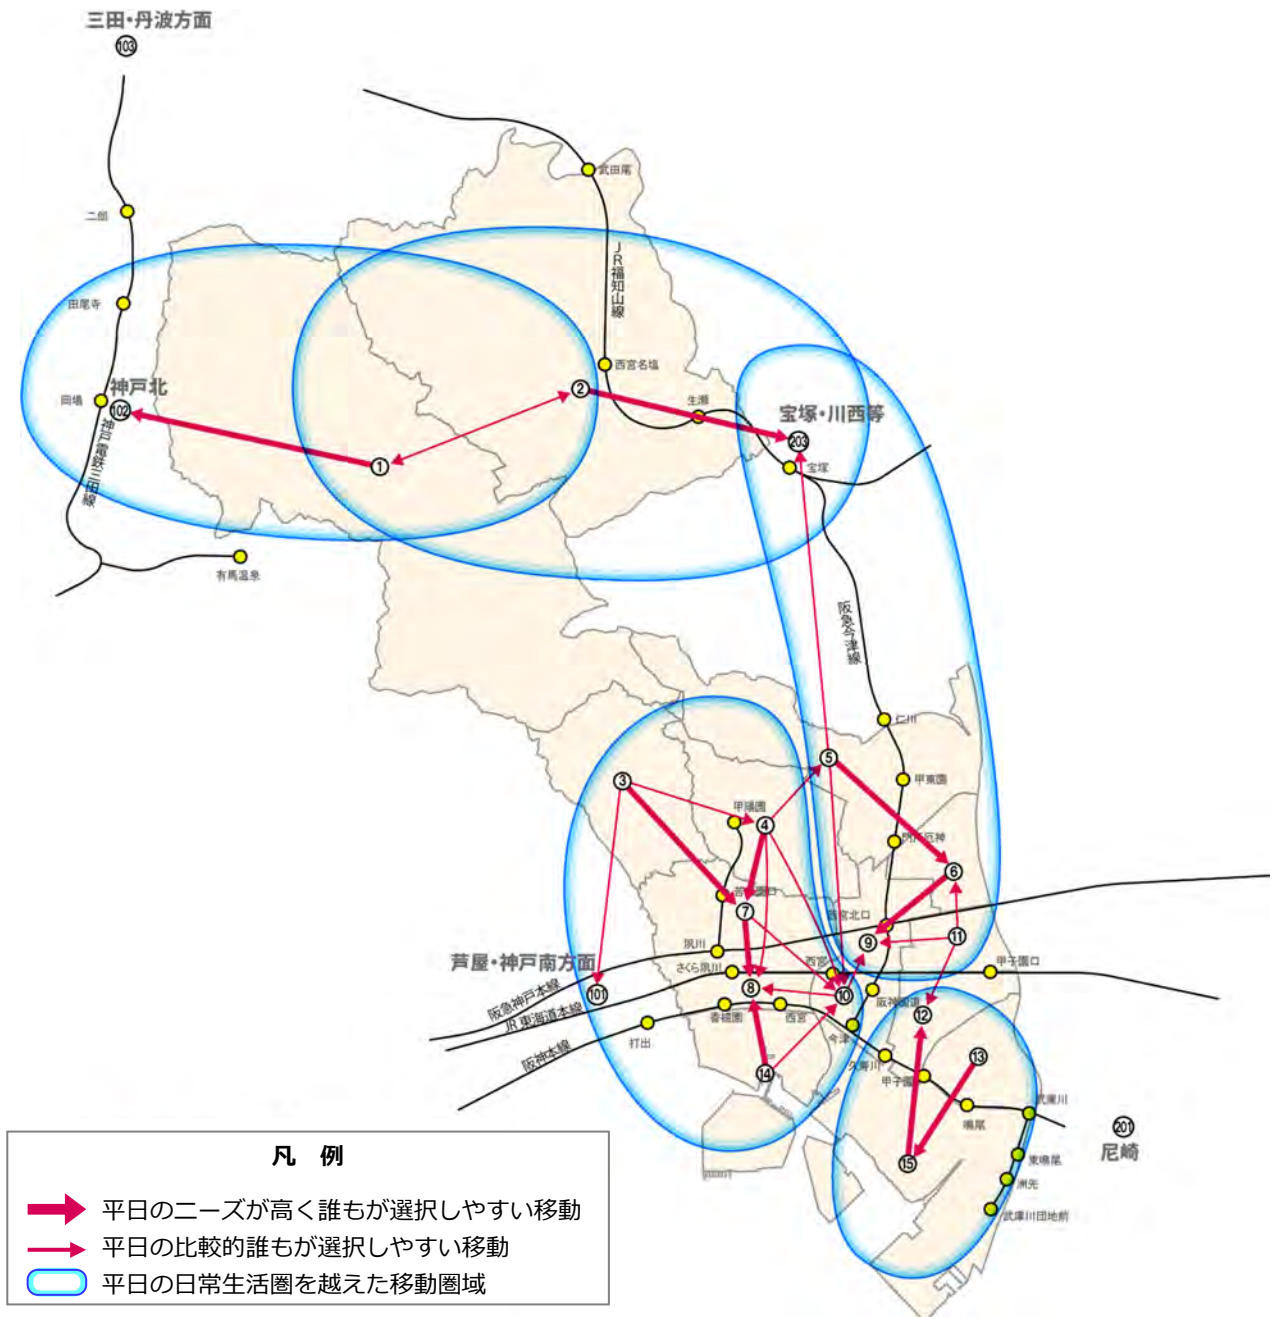 三田・丹波方面
103
武田尾
二郎
JR福知山線
田尾寺
西宮名塩
神戸北
岡場
102
2
生瀬
宝塚・川西等
203
神戸電鉄三田線
1
宝塚
有馬温泉
阪急今津線
仁川
5
3
甲東園
甲陽園
4
門戸厄神
6
7
西宮北口
9
11
夙川
芦屋・神戸南方面
さくら夙川
西宮
甲子園口
101
8
10
阪急神戸本線
JR東海道本線
香櫨園
西宮
阪神国道
12
今津
打出
阪神本線
久寿川
13
14
甲子園
鳴尾
武庫川
201
尼崎
15
東鳴尾
洲先
武庫川団地前
凡 例
平日のニーズが高く誰もが選択しやすい移動
平日の比較的誰もが選択しやすい移動
平日の日常生活圏を越えた移動圏域